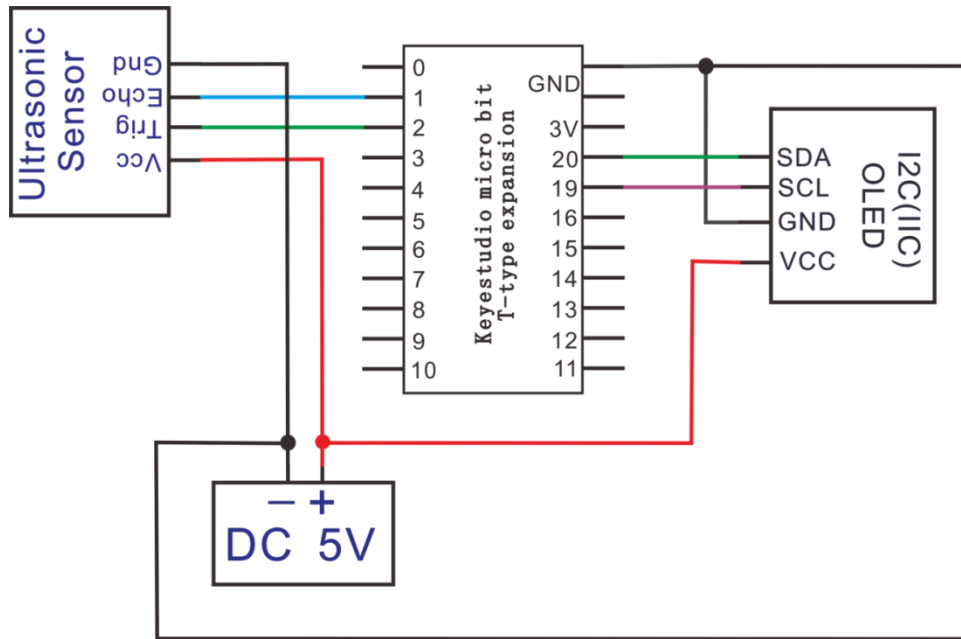 Ultrasonic
Sensor
Gnd
Echo
Trig
Vcc
0
1
2
3
4
5
6
7
8
9
10
Keyestudio micro bit
T-type expansion
GND
3V
20
19
16
15
14
13
12
11
SDA
SCL
GND
VCC
I2C(IIC)
OLED
− +
DC 5V